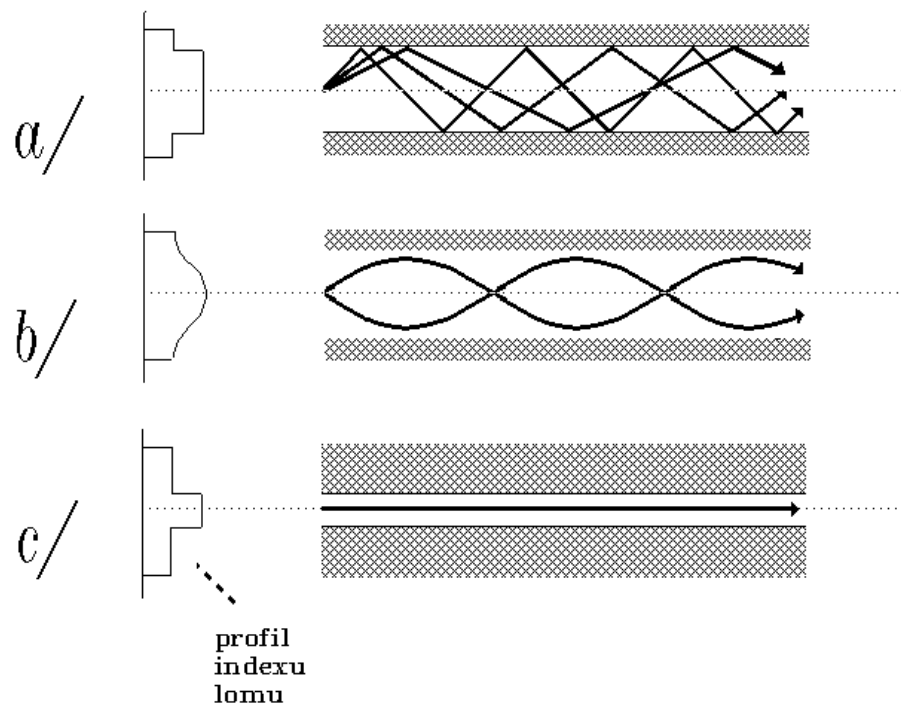 a/
b/
c/
profil
indexu
lomu